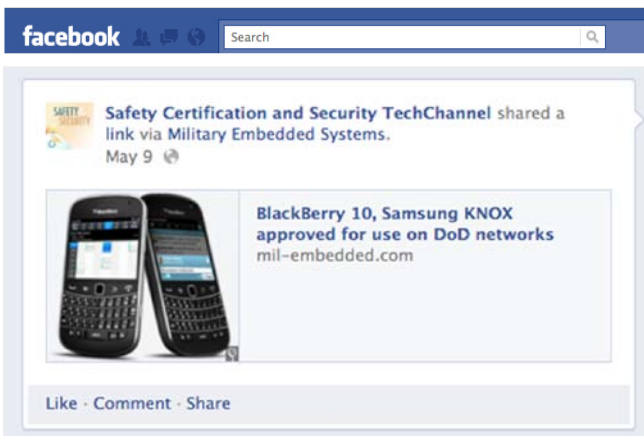 facebook Search
SAFETY
SECURITY
Safety Certification and Security TechChannel shared a
link via Military Embedded Systems.
May 9
BlackBerry 10, Samsung KNOX
approved for use on DoD networks
mil-embedded.com
Like · Comment · Share